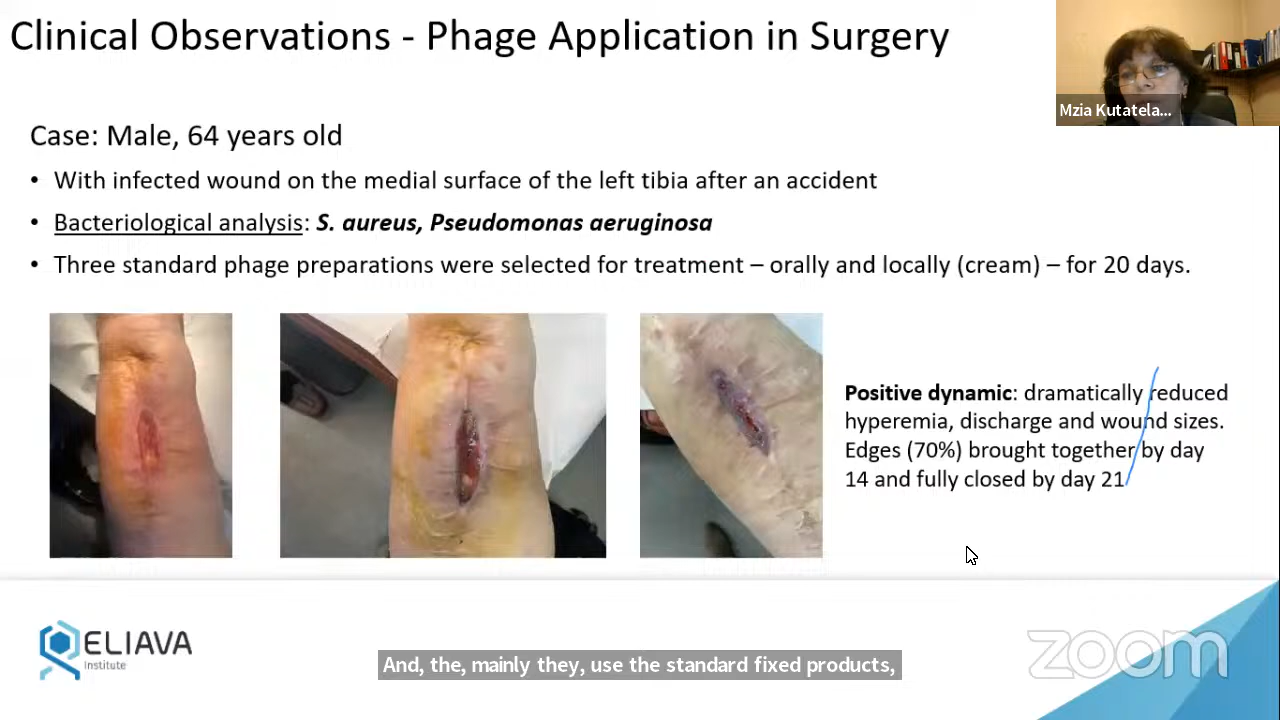 Clinical Observations - Phage Application in Surgery
Mzia Kutatela...
Case: Male, 64 years old
• With infected wound on the medial surface of the left tibia after an accident
• Bacteriological analysis: S. aureus, Pseudomonas aeruginosa
• Three standard phage preparations were selected for treatment – orally and locally (cream) – for 20 days.
Positive dynamic: dramatically reduced
hyperemia, discharge and wound sizes.
Edges (70%) brought together by day
14 and fully closed by day 21
ELIAVA
Institute
And, the, mainly they, use the standard fixed products,
zoom